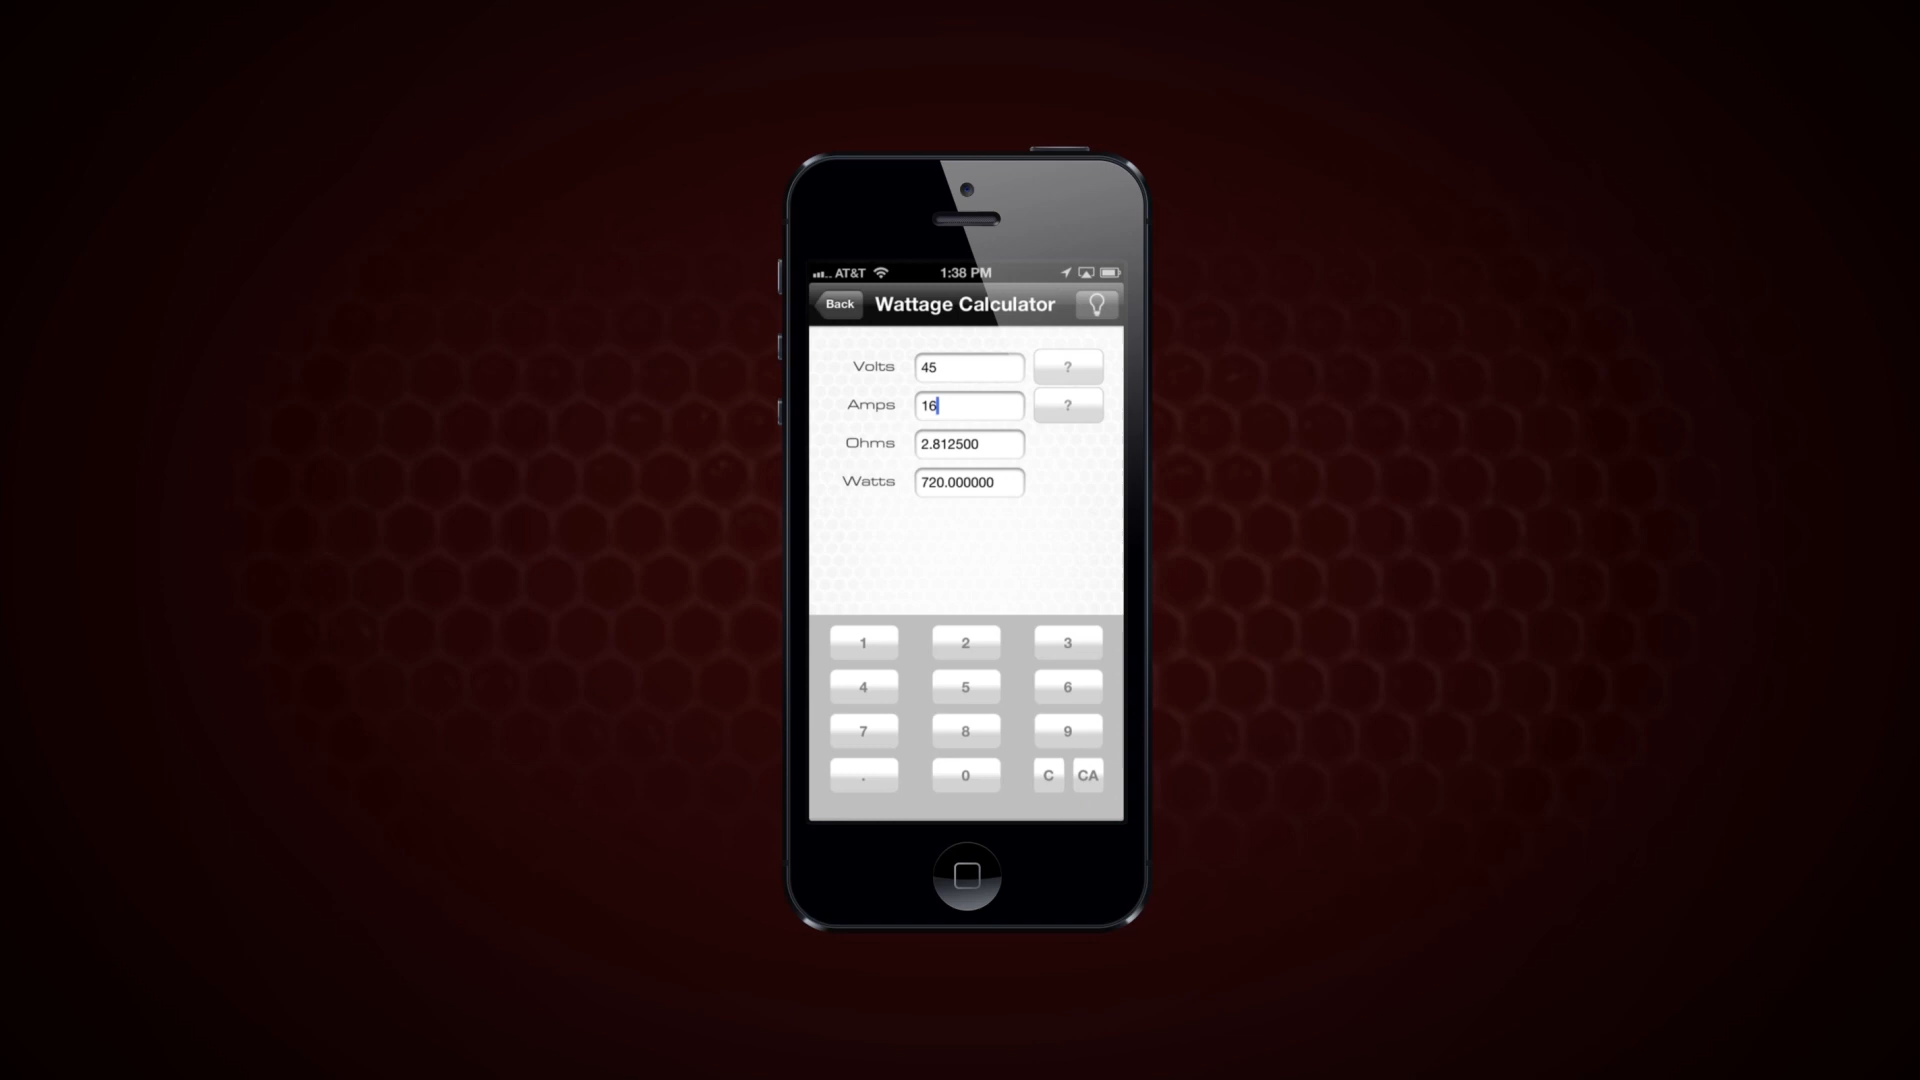 AT&T 1:38 PM
Back Wattage Calculator
Volts 45 ?
Amps 16 ?
Ohms 2.812500
Watts 720.000000
1 2 3
4 5 6
7 8 9
. 0 C CA